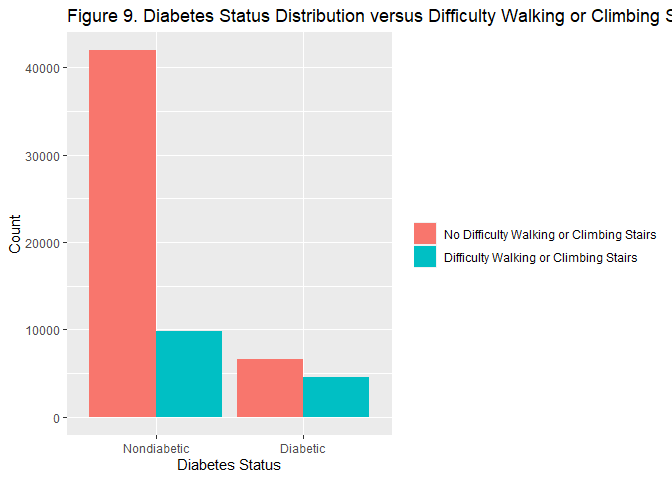 Figure 9. Diabetes Status Distribution versus Difficulty Walking or Climbing
40000
30000
20000
10000
0
Count
Nondiabetic
Diabetic
Diabetes Status
No Difficulty Walking or Climbing Stairs
Difficulty Walking or Climbing Stairs